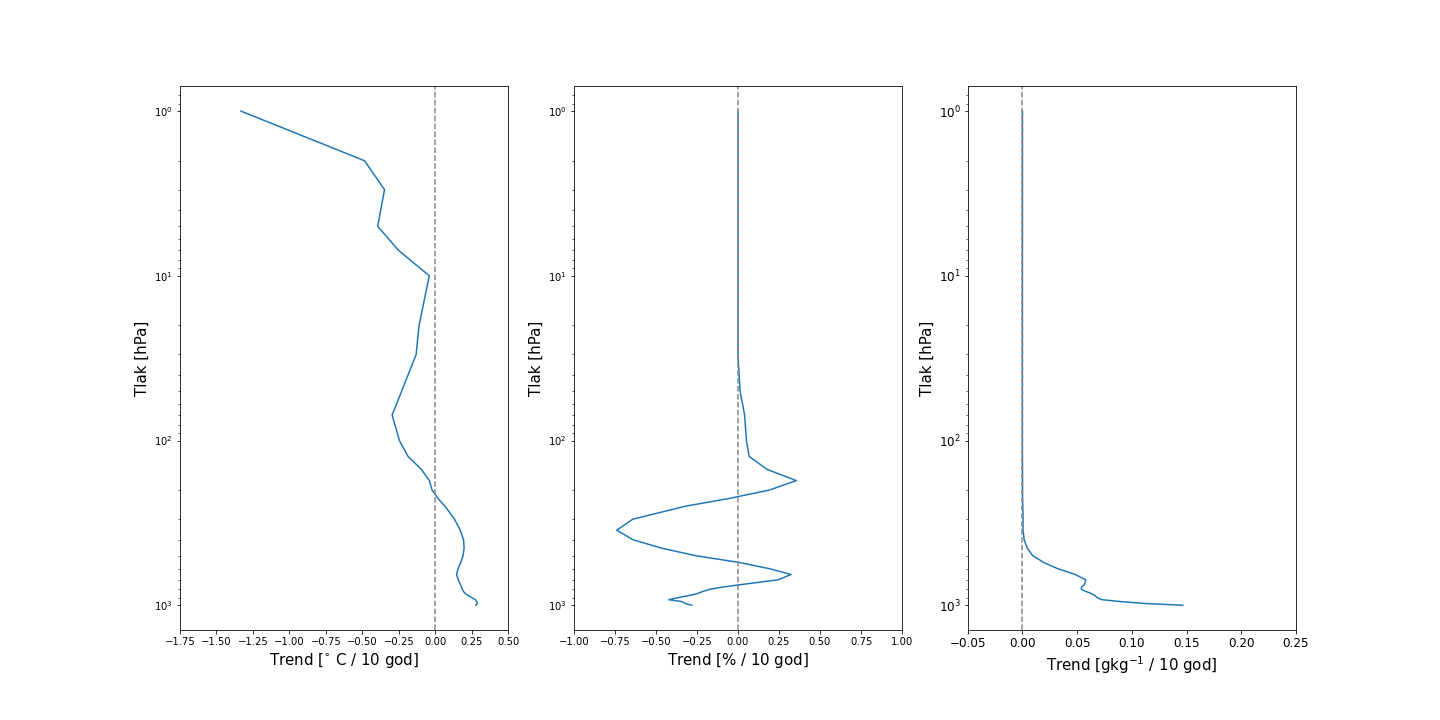 10⁰
10¹
10²
10³
Tlak [hPa]
−1.75 −1.50 −1.25 −1.00 −0.75 −0.50 −0.25 0.00 0.25 0.50
Trend [° C / 10 god]
10⁰
10¹
10²
10³
Tlak [hPa]
−1.00 −0.75 −0.50 −0.25 0.00 0.25 0.50 0.75 1.00
Trend [% / 10 god]
10⁰
10¹
10²
10³
Tlak [hPa]
−0.05 0.00 0.05 0.10 0.15 0.20 0.25
Trend [gkg⁻¹ / 10 god]